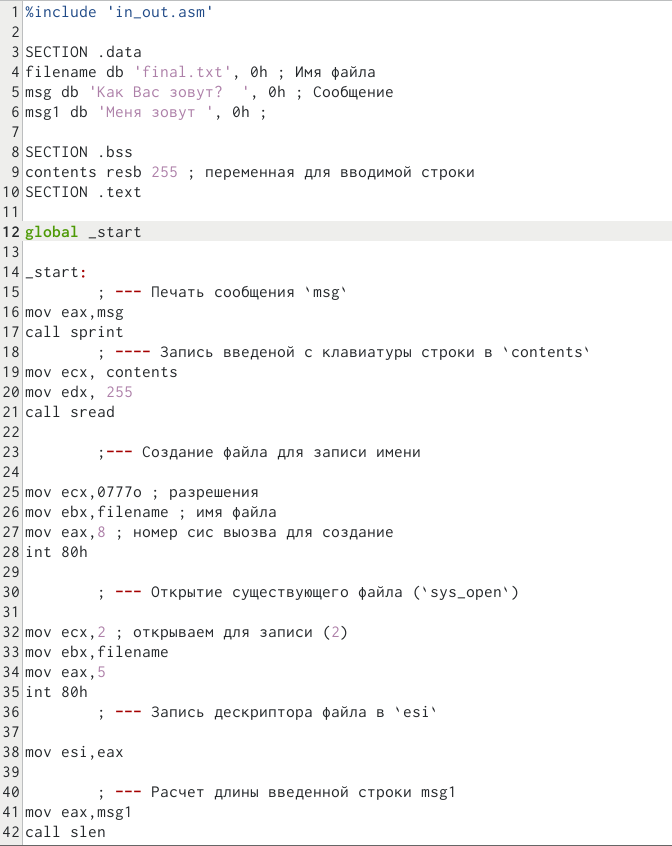 1 %include 'in_out.asm'
2
3 SECTION .data
4 filename db 'final.txt', 0h ; Имя файла
5 msg db 'Как Вас зовут?  ', 0h ; Сообщение
6 msg1 db 'Меня зовут ', 0h ;
7
8 SECTION .bss
9 contents resb 255 ; переменная для вводимой строки
10 SECTION .text
11
12 global _start
13
14 _start:
15         ; --- Печать сообщения `msg`
16 mov eax,msg
17 call sprint
18         ; ---- Запись введеной с клавиатуры строки в `contents`
19 mov ecx, contents
20 mov edx, 255
21 call sread
22
23         ;--- Создание файла для записи имени
24
25 mov ecx,0777o ; разрешения
26 mov ebx,filename ; имя файла
27 mov eax,8 ; номер сис выозва для создание
28 int 80h
29
30         ; --- Открытие существующего файла (`sys_open`)
31
32 mov ecx,2 ; открываем для записи (2)
33 mov ebx,filename
34 mov eax,5
35 int 80h
36         ; --- Запись дескриптора файла в `esi`
37
38 mov esi,eax
39
40         ; --- Расчет длины введенной строки msg1
41 mov eax,msg1
42 call slen